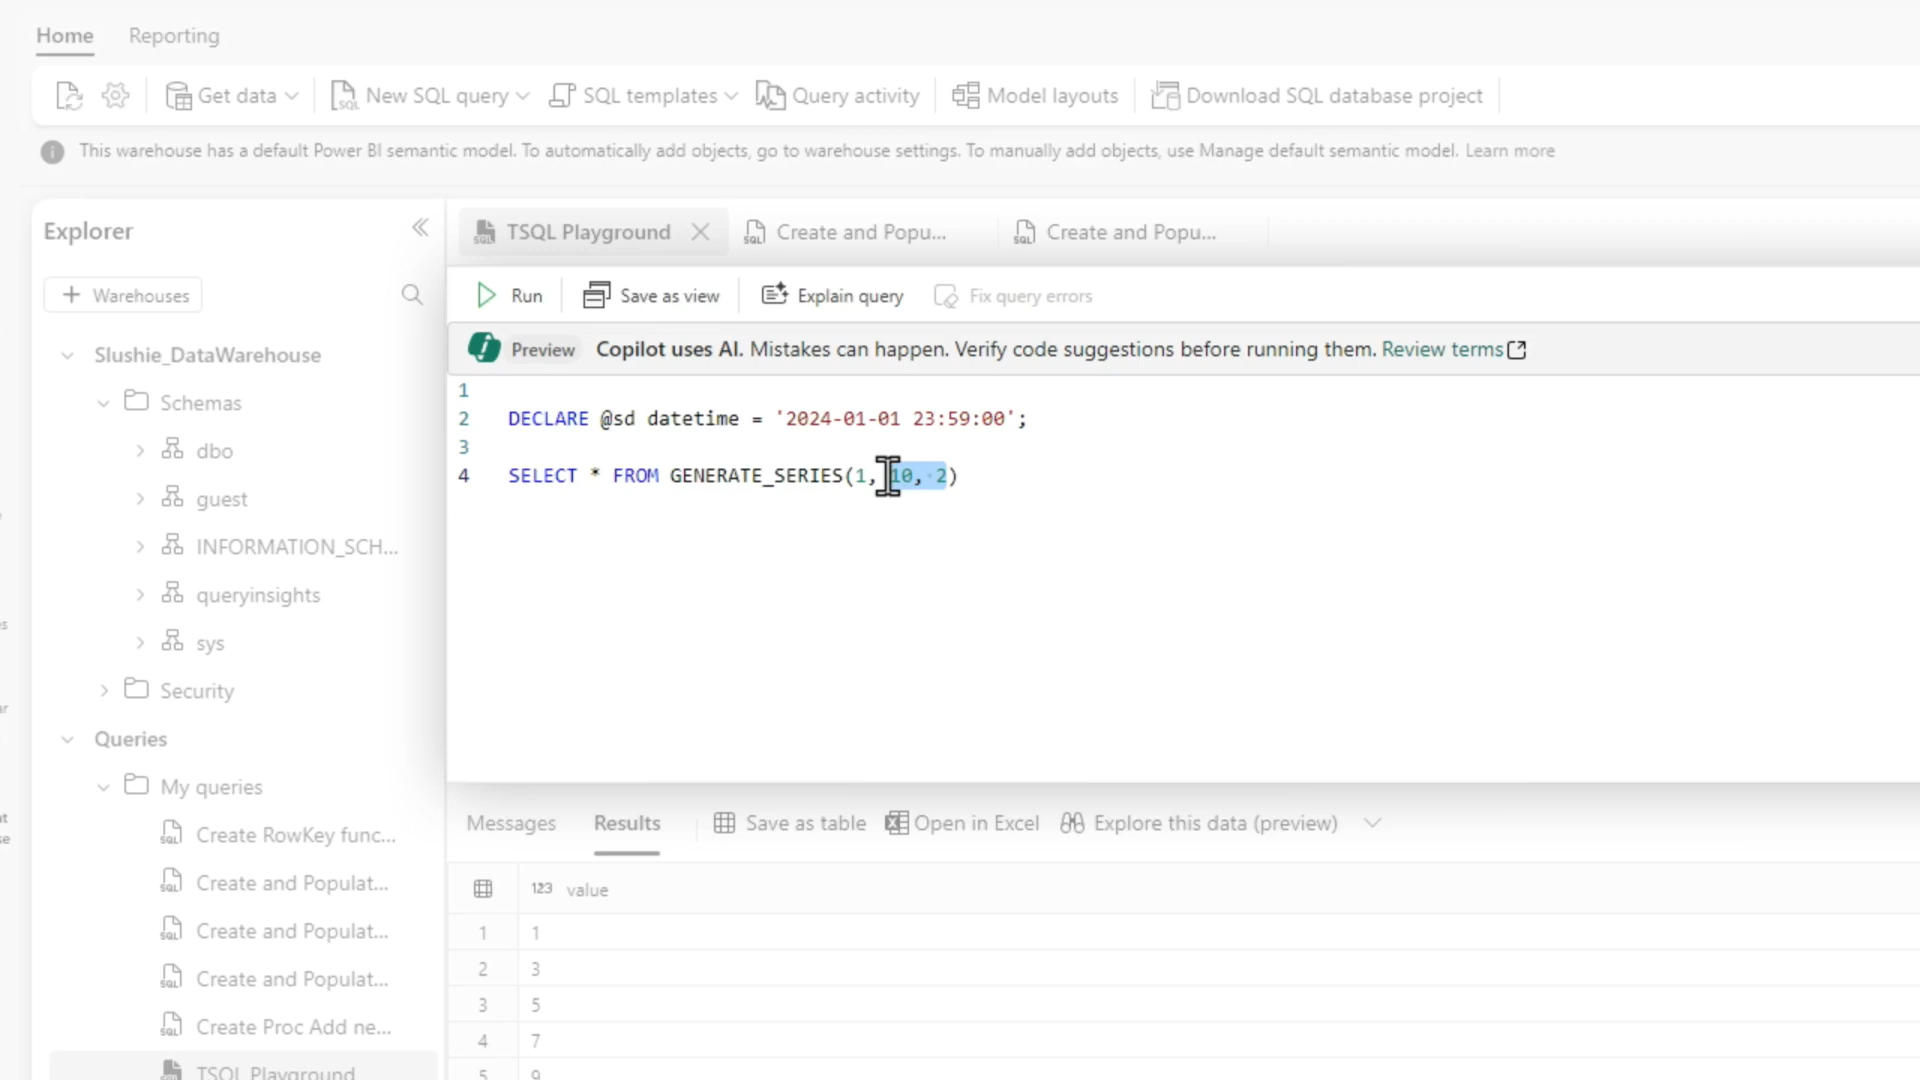 Home Reporting
Get data New SQL query SQL templates Query activity Model layouts Download SQL database project
This warehouse has a default Power BI semantic model. To automatically add objects, go to warehouse settings. To manually add objects, use Manage default semantic model. Learn more
Explorer
+ Warehouses
Slushie_DataWarehouse
Schemas
dbo
guest
INFORMATION_SCH...
queryinsights
sys
Security
Queries
My queries
Create RowKey func...
Create and Populat...
Create and Populat...
Create and Populat...
Create Proc Add ne...
TSQL Playground
TSQL Playground Create and Popu... Create and Popu...
Run Save as view Explain query Fix query errors
Preview Copilot uses AI. Mistakes can happen. Verify code suggestions before running them. Review terms
1
2 DECLARE @sd datetime = '2024-01-01 23:59:00';
3
4 SELECT * FROM GENERATE_SERIES(1, 10, 2)
Messages Results Save as table Open in Excel Explore this data (preview)
123 value
1 1
2 3
3 5
4 7
5 9